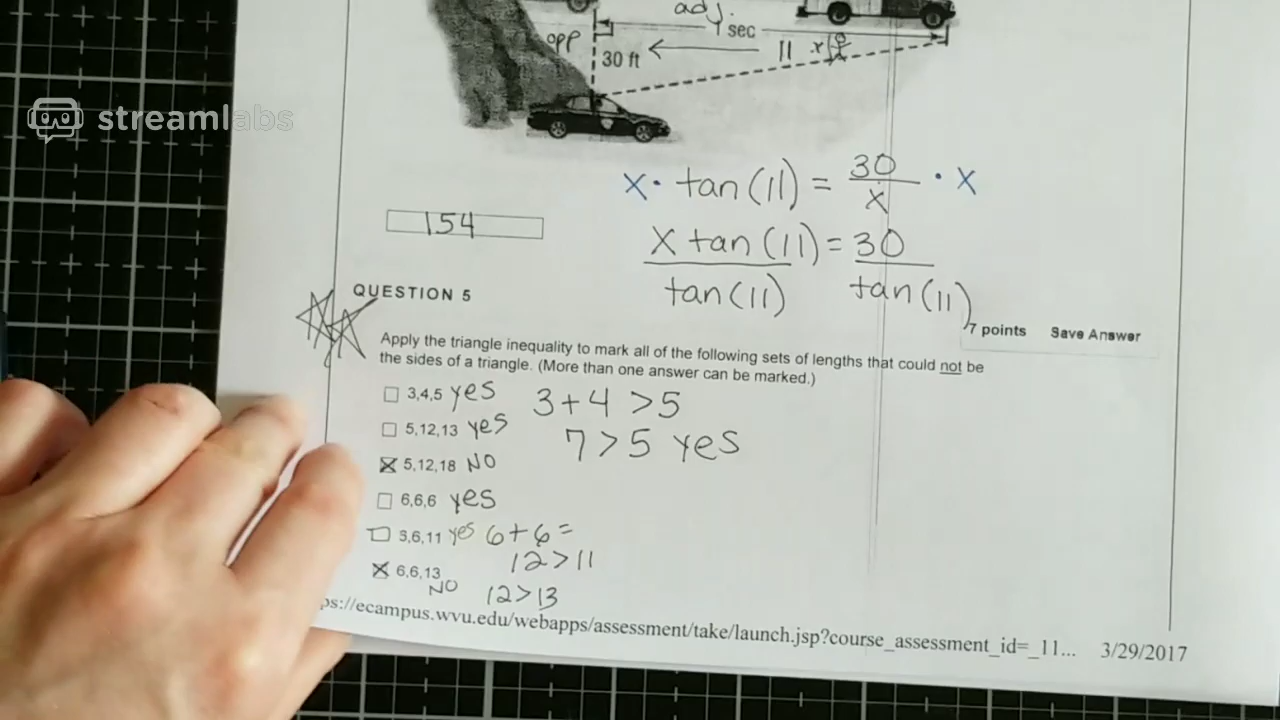 adj.
sec
opp
30 ft
11
x
streamlabs
x · tan(11) = 30/x · x
154
x tan(11) = 30
tan(11) tan(11)
QUESTION 5
7 points Save Answer
Apply the triangle inequality to mark all of the following sets of lengths that could not be
the sides of a triangle. (More than one answer can be marked.)
3,4,5 yes 3+4 >5
5,12,13 yes 7>5 yes
5,12,18 NO
6,6,6 yes
6,6,11 yes 6+6=
12>11
6,6,13 NO 12>13
ps://ecampus.wvu.edu/webapps/assessment/take/launch.jsp?course_assessment_id=_11... 3/29/2017